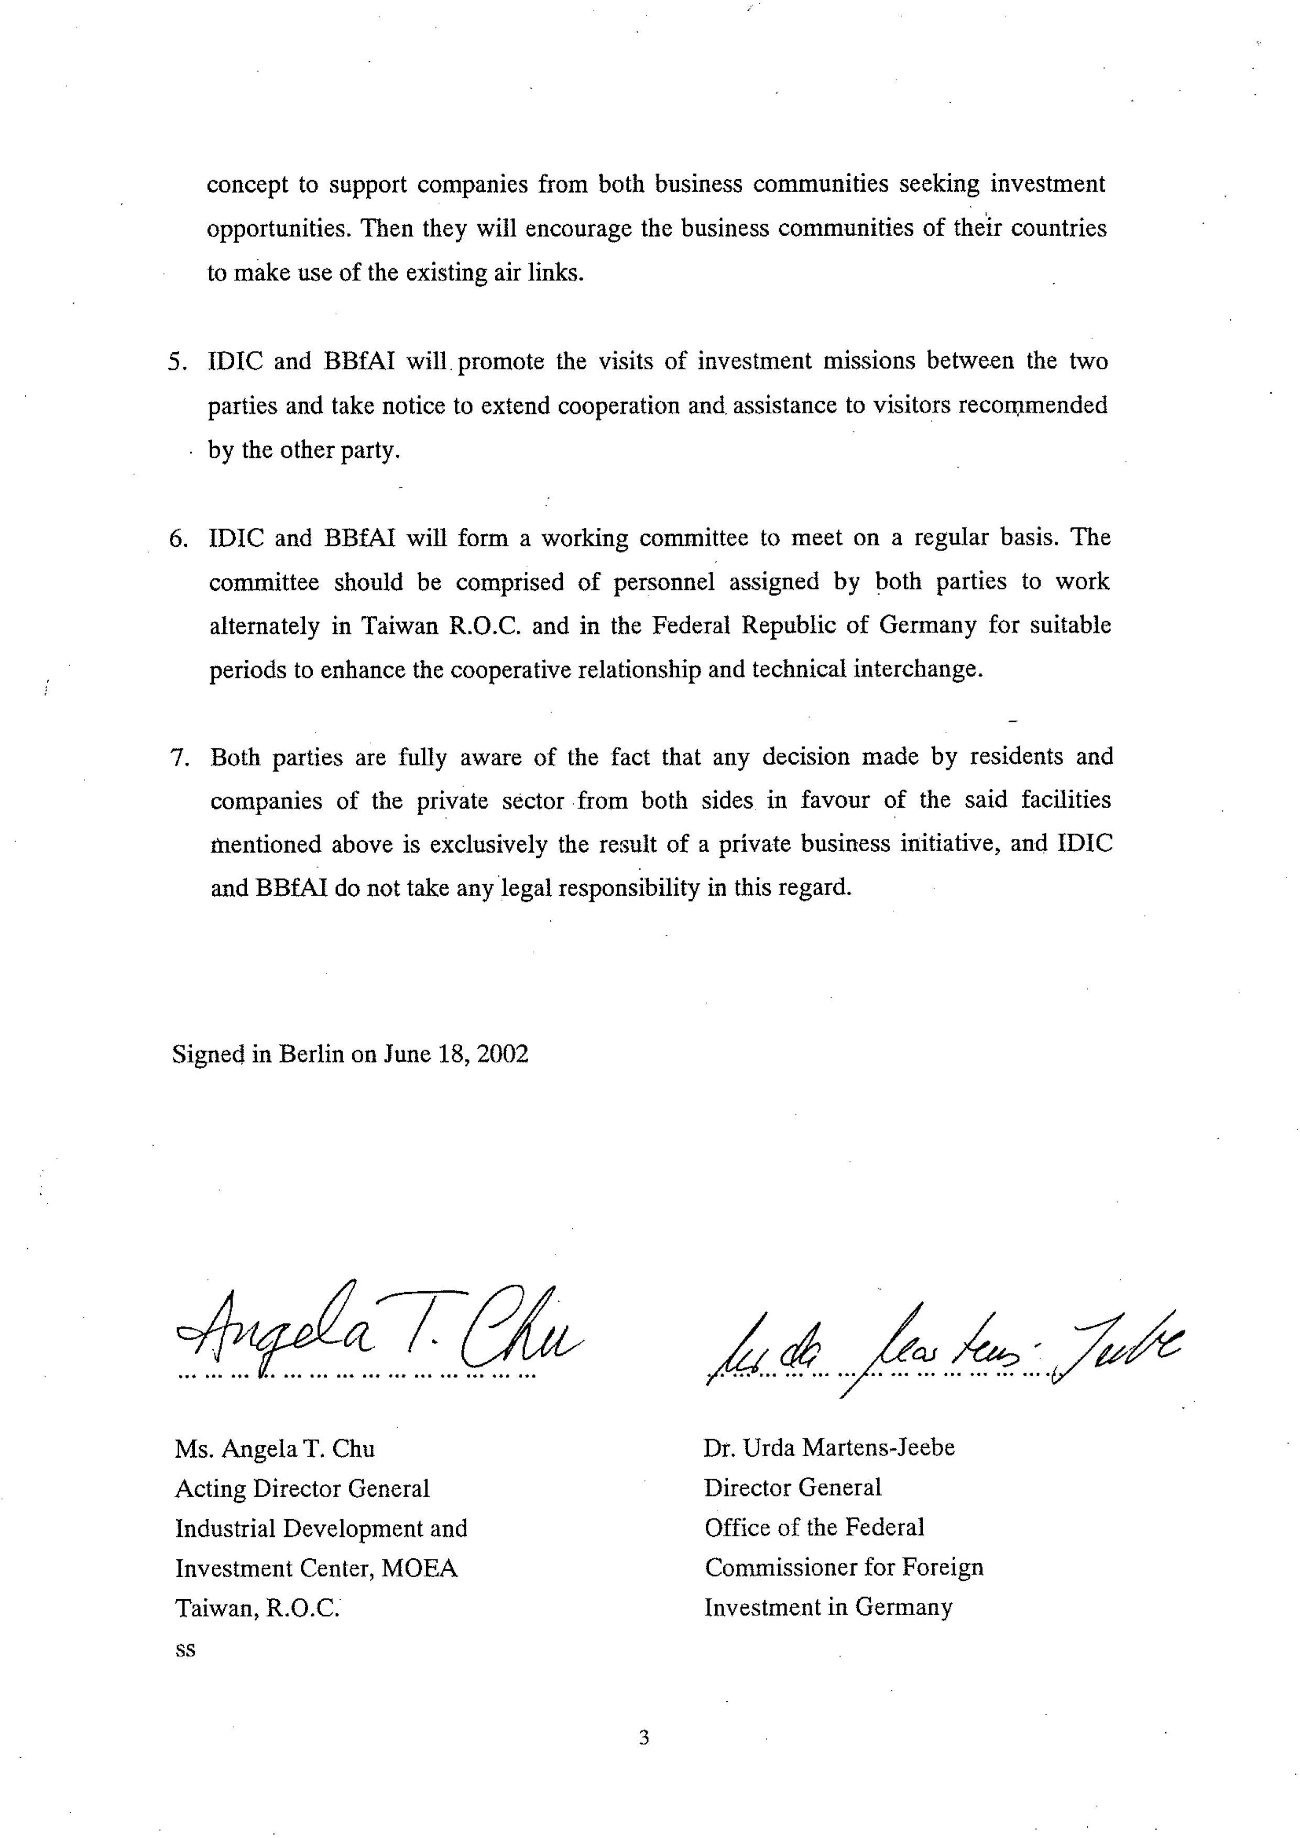 concept to support companies from both business communities seeking investment
opportunities. Then they will encourage the business communities of their countries
to make use of the existing air links.
5. IDIC and BBfAI will promote the visits of investment missions between the two
parties and take notice to extend cooperation and assistance to visitors recommended
by the other party.
6. IDIC and BBfAI will form a working committee to meet on a regular basis. The
committee should be comprised of personnel assigned by both parties to work
alternately in Taiwan R.O.C. and in the Federal Republic of Germany for suitable
periods to enhance the cooperative relationship and technical interchange.
7. Both parties are fully aware of the fact that any decision made by residents and
companies of the private sector from both sides in favour of the said facilities
mentioned above is exclusively the result of a private business initiative, and IDIC
and BBfAI do not take any legal responsibility in this regard.
Signed in Berlin on June 18, 2002
Angela T. Chu
Urda Martens-Jeebe
Ms. Angela T. Chu
Acting Director General
Industrial Development and
Investment Center, MOEA
Taiwan, R.O.C.
ss
Dr. Urda Martens-Jeebe
Director General
Office of the Federal
Commissioner for Foreign
Investment in Germany
3